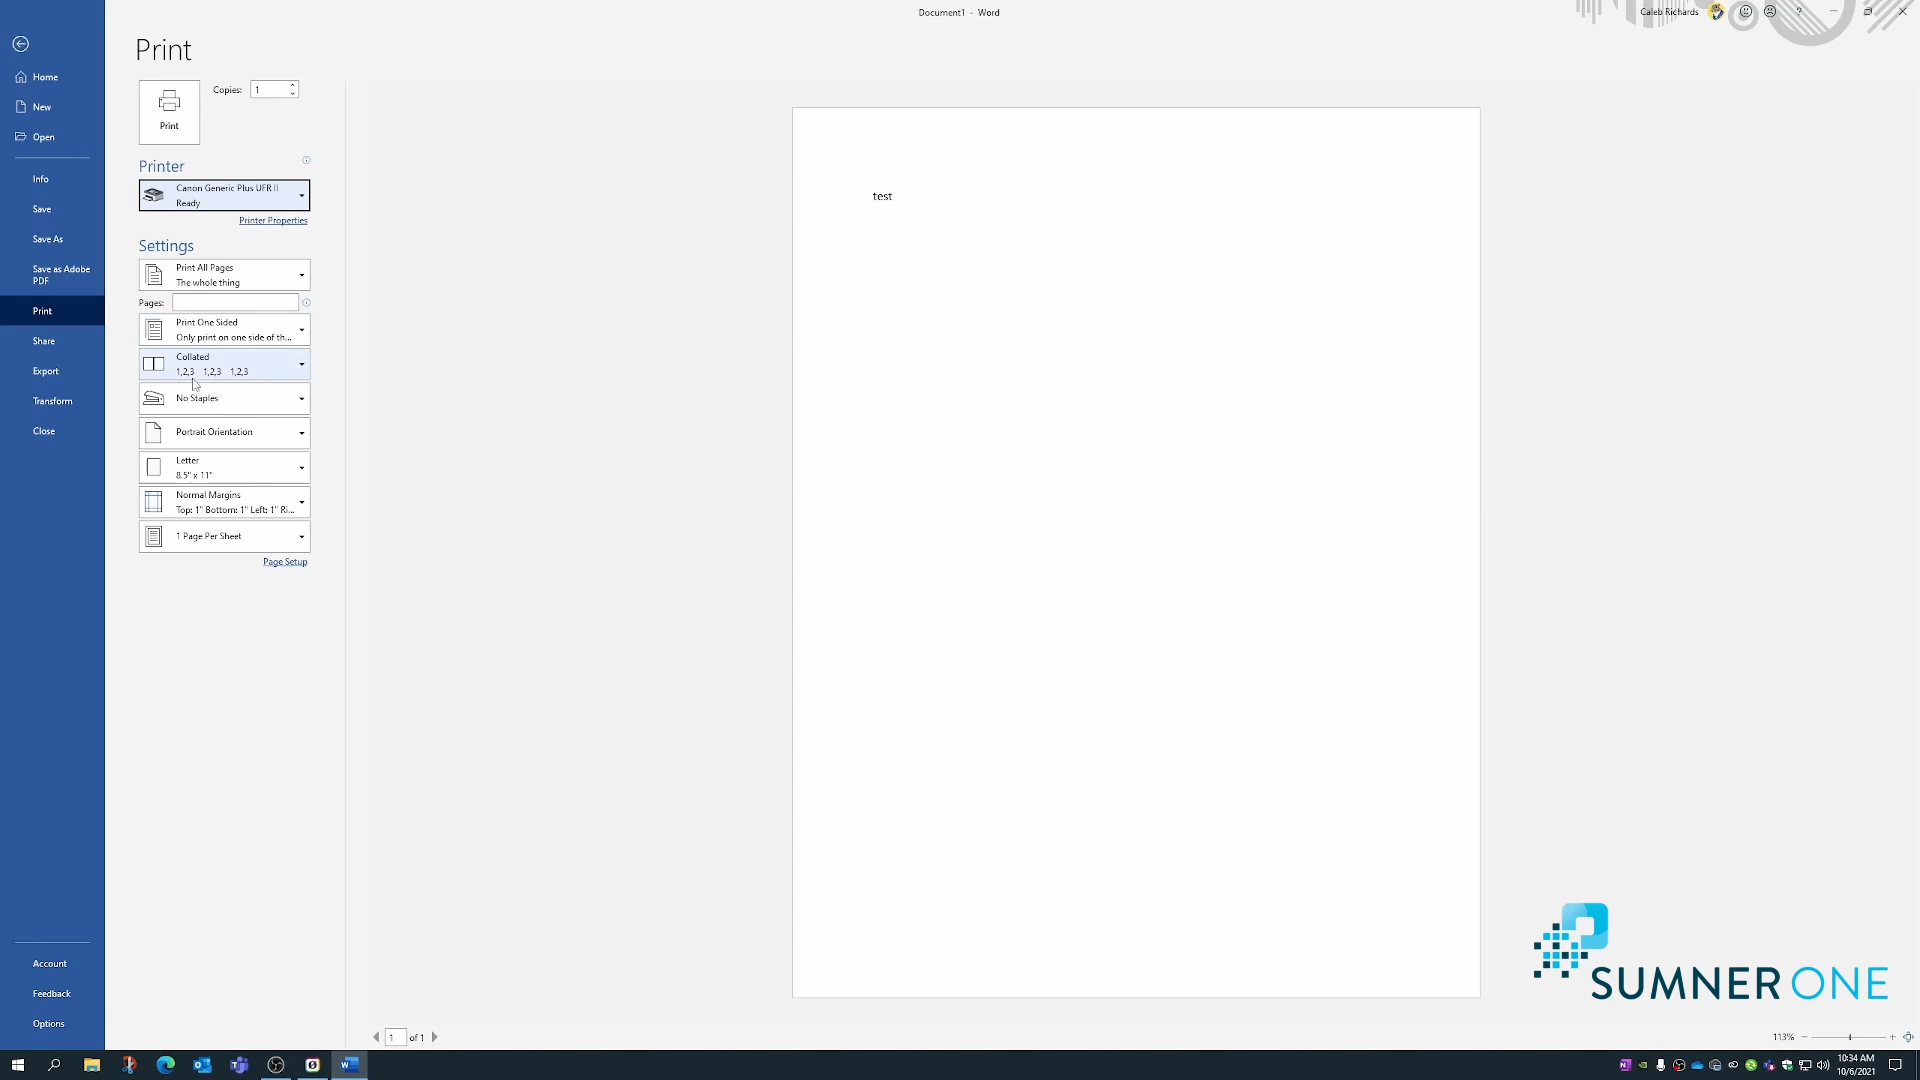 Document1 - Word
Caleb Richards
?
Print
Home
New
Open
Info
Save
Save As
Save as Adobe
PDF
Print
Share
Export
Transform
Close
Account
Feedback
Options
Copies: 1
Print
Printer
Canon Generic Plus UFR II
Ready
Printer Properties
Settings
Print All Pages
The whole thing
Pages:
Print One Sided
Only print on one side of th...
Collated
1,2,3 1,2,3 1,2,3
No Staples
Portrait Orientation
Letter
8.5" x 11"
Normal Margins
Top: 1" Bottom: 1" Left: 1" Ri...
1 Page Per Sheet
Page Setup
test
SUMNERONE
1 of 1
113%
10:34 AM
10/6/2021